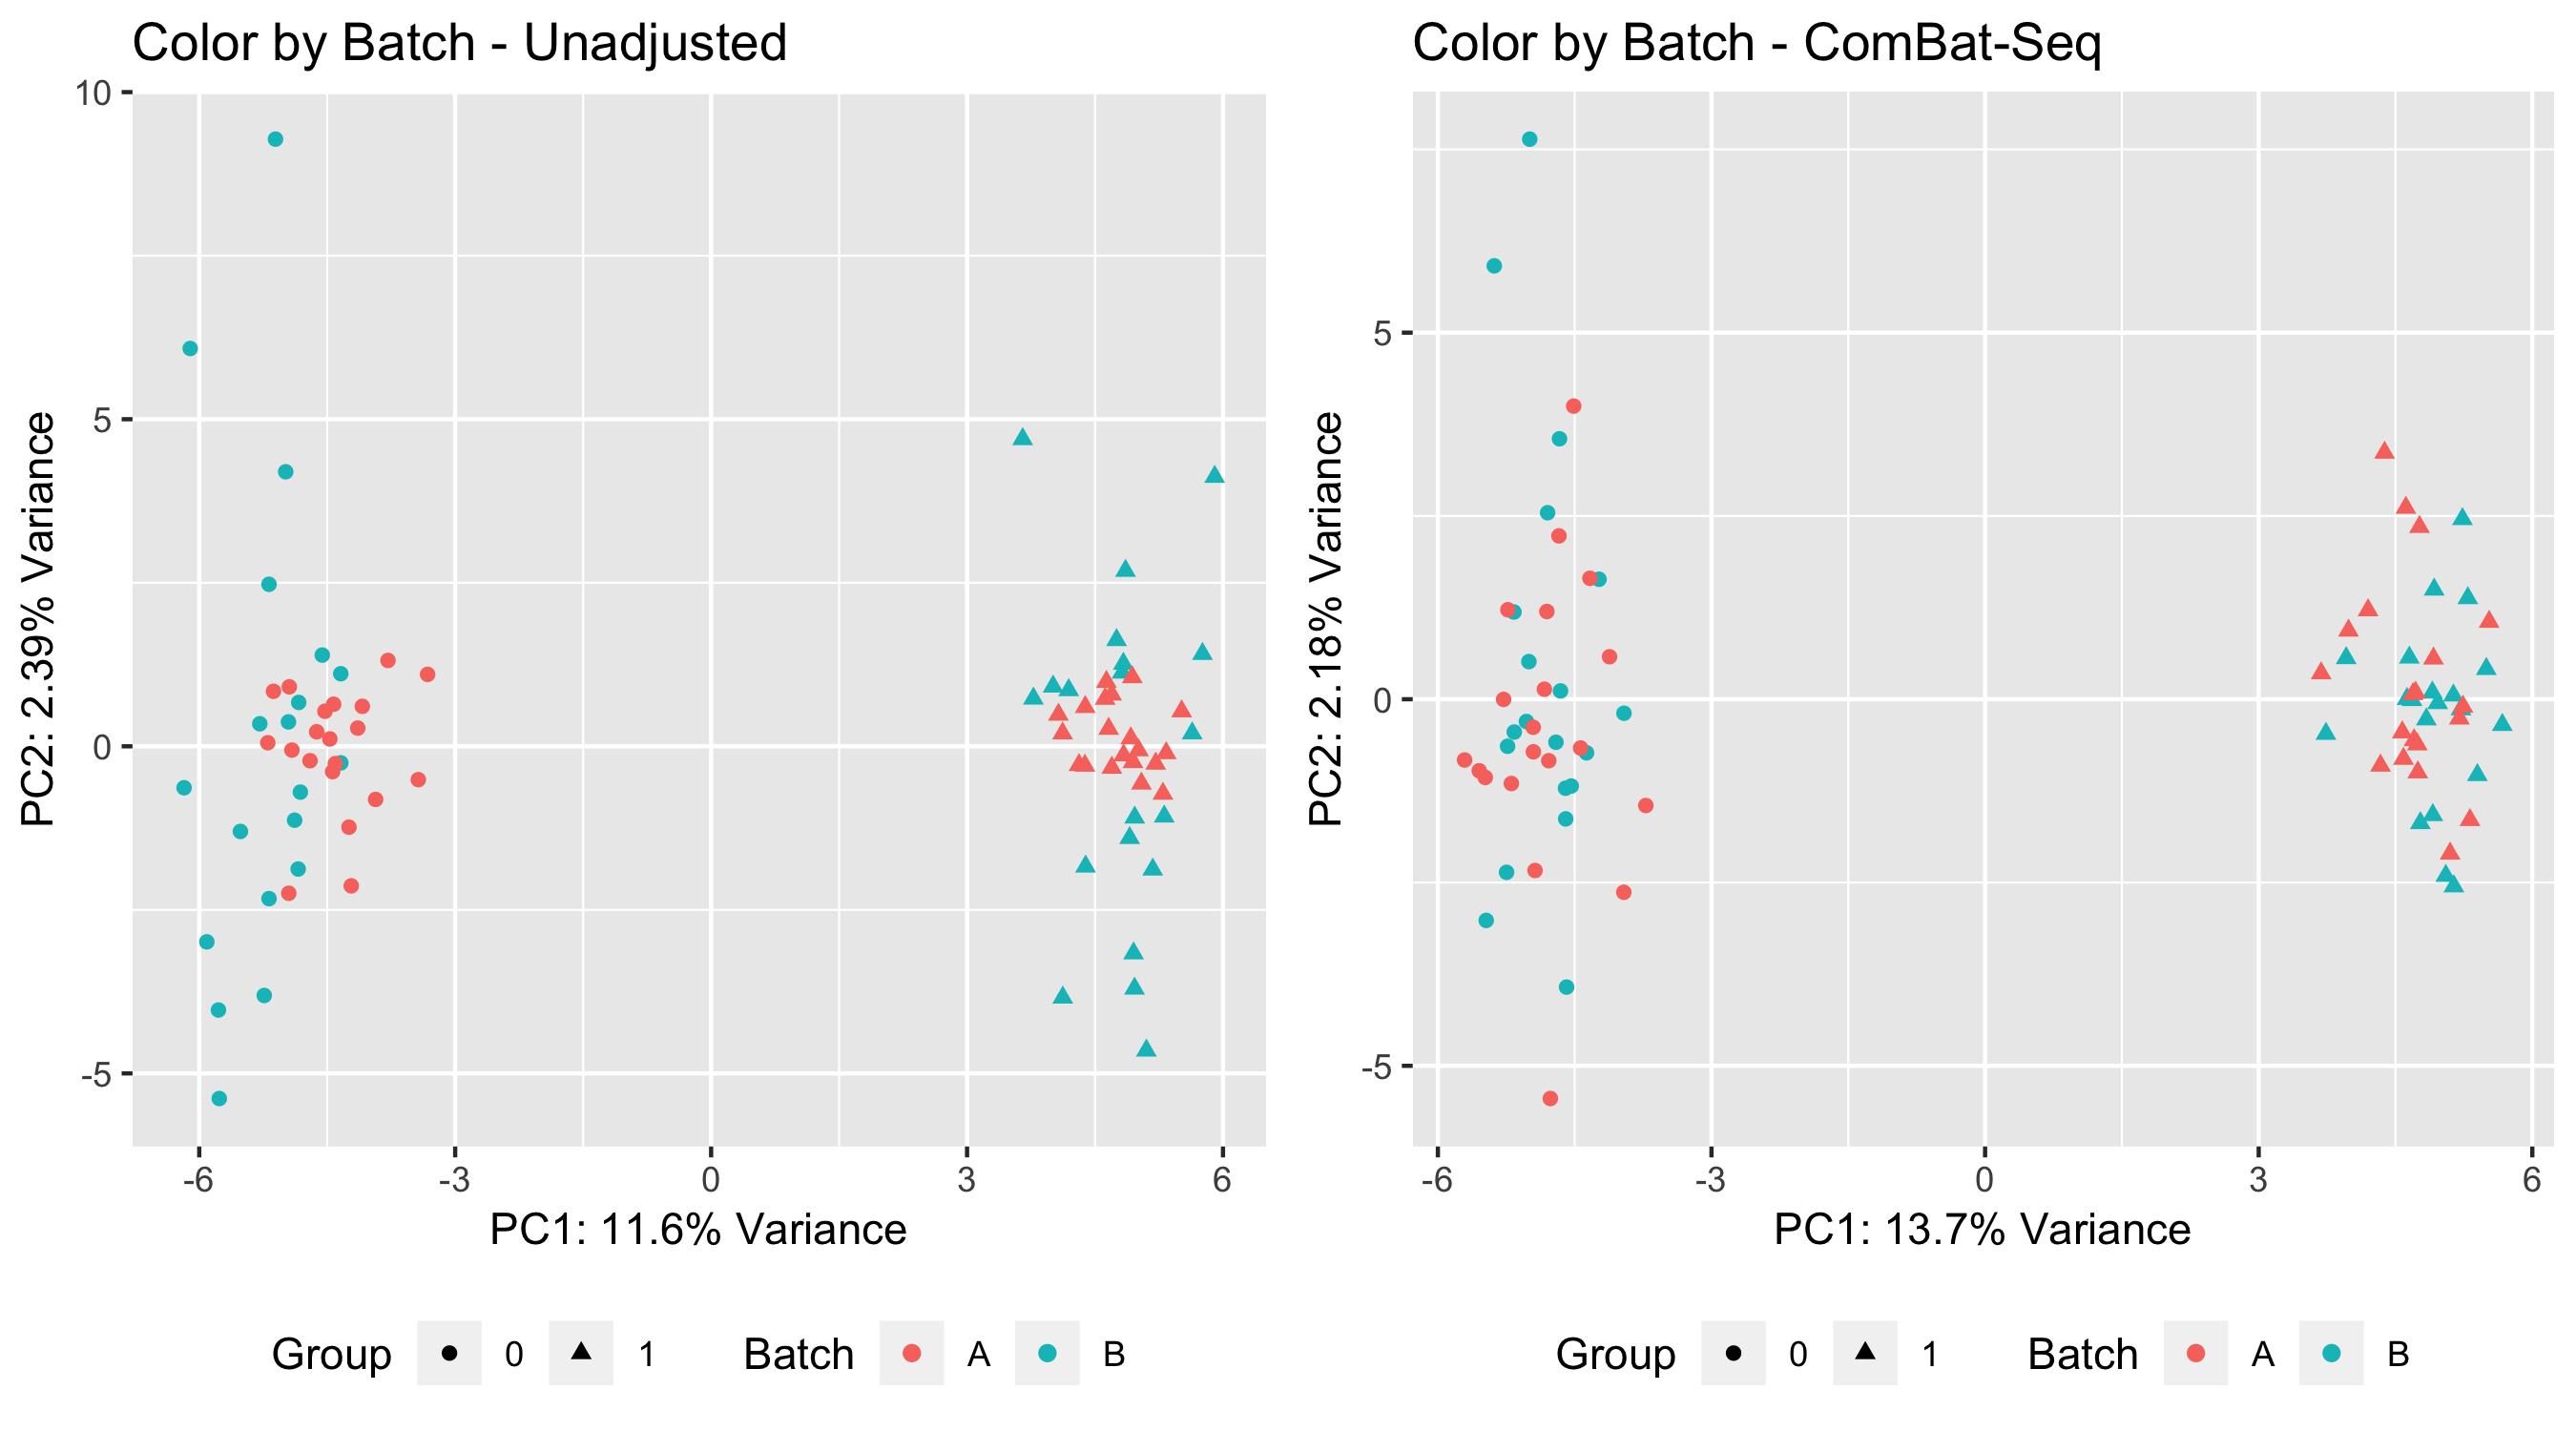 Color by Batch - Unadjusted
10
5
0
-5
PC2: 2.39% Variance
-6 -3 0 3 6
PC1: 11.6% Variance
Group 0 1 Batch A B
Color by Batch - ComBat-Seq
5
0
-5
PC2: 2.18% Variance
-6 -3 0 3 6
PC1: 13.7% Variance
Group 0 1 Batch A B